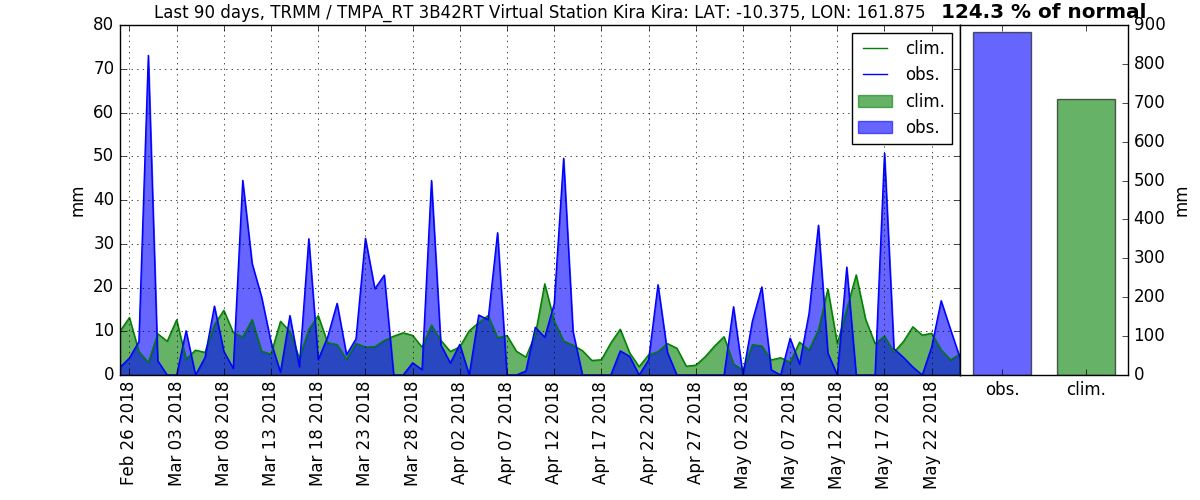 Last 90 days, TRMM / TMPA_RT 3B42RT Virtual Station Kira Kira: LAT: -10.375, LON: 161.875
124.3 % of normal
80
70
60
50
40
30
20
10
0
mm
clim.
obs.
clim.
obs.
900
800
700
600
500
400
300
200
100
0
mm
Feb 26 2018
Mar 03 2018
Mar 08 2018
Mar 13 2018
Mar 18 2018
Mar 23 2018
Mar 28 2018
Apr 02 2018
Apr 07 2018
Apr 12 2018
Apr 17 2018
Apr 22 2018
Apr 27 2018
May 02 2018
May 07 2018
May 12 2018
May 17 2018
May 22 2018
obs.
clim.